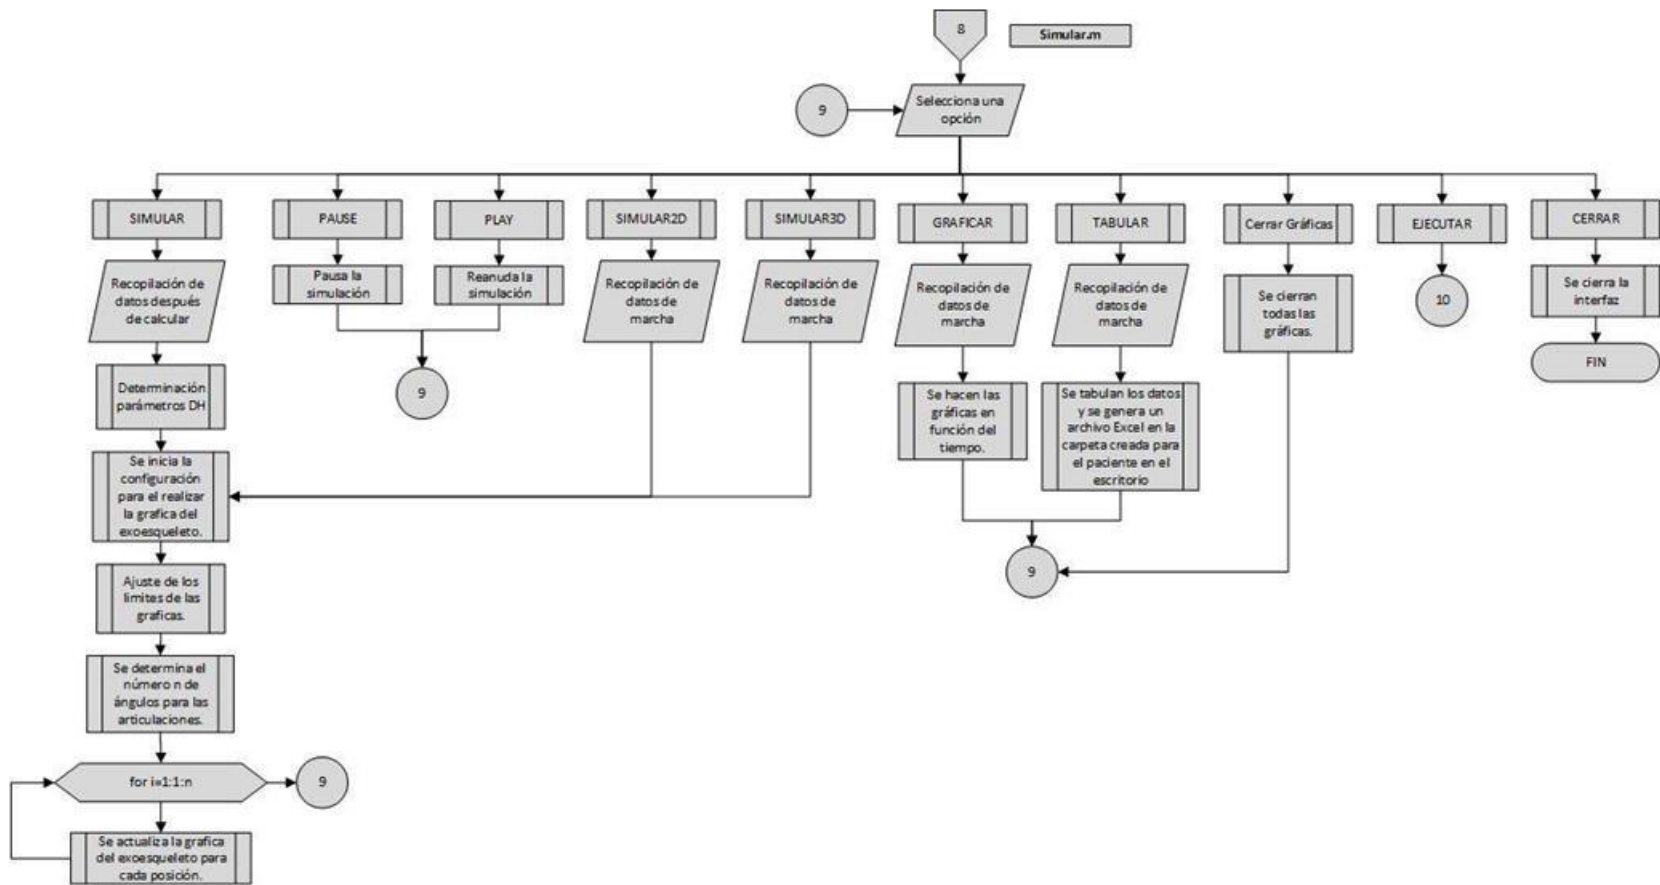 8
Simular.m
9
Selecciona una
opción
SIMULAR
PAUSE
PLAY
SIMULAR2D
SIMULAR3D
GRAFICAR
TABULAR
Cerrar Gráficas
EJECUTAR
CERRAR
Recopilación de
datos después
de calcular
Pausa la
simulación
Reanuda la
simulación
Recopilación de
datos de
marcha
Recopilación de
datos de
marcha
Recopilación de
datos de
marcha
Recopilación de
datos de
marcha
Se cierran
todas las
gráficas.
10
Se cierra la
interfaz
FIN
Determinación
parámetros DH
9
Se hacen las
gráficas en
función del
tiempo.
Se tabulan los datos
y se genera un
archivo Excel en la
carpeta creada para
el paciente en el
escritorio
Se inicia la
configuración
para el realizar
la grafica del
exoesqueleto.
9
Ajuste de los
limites de las
graficas.
Se determina el
número n de
ángulos para las
articulaciones.
for i=1:1:n
9
Se actualiza la grafica
del exoesqueleto para
cada posición.